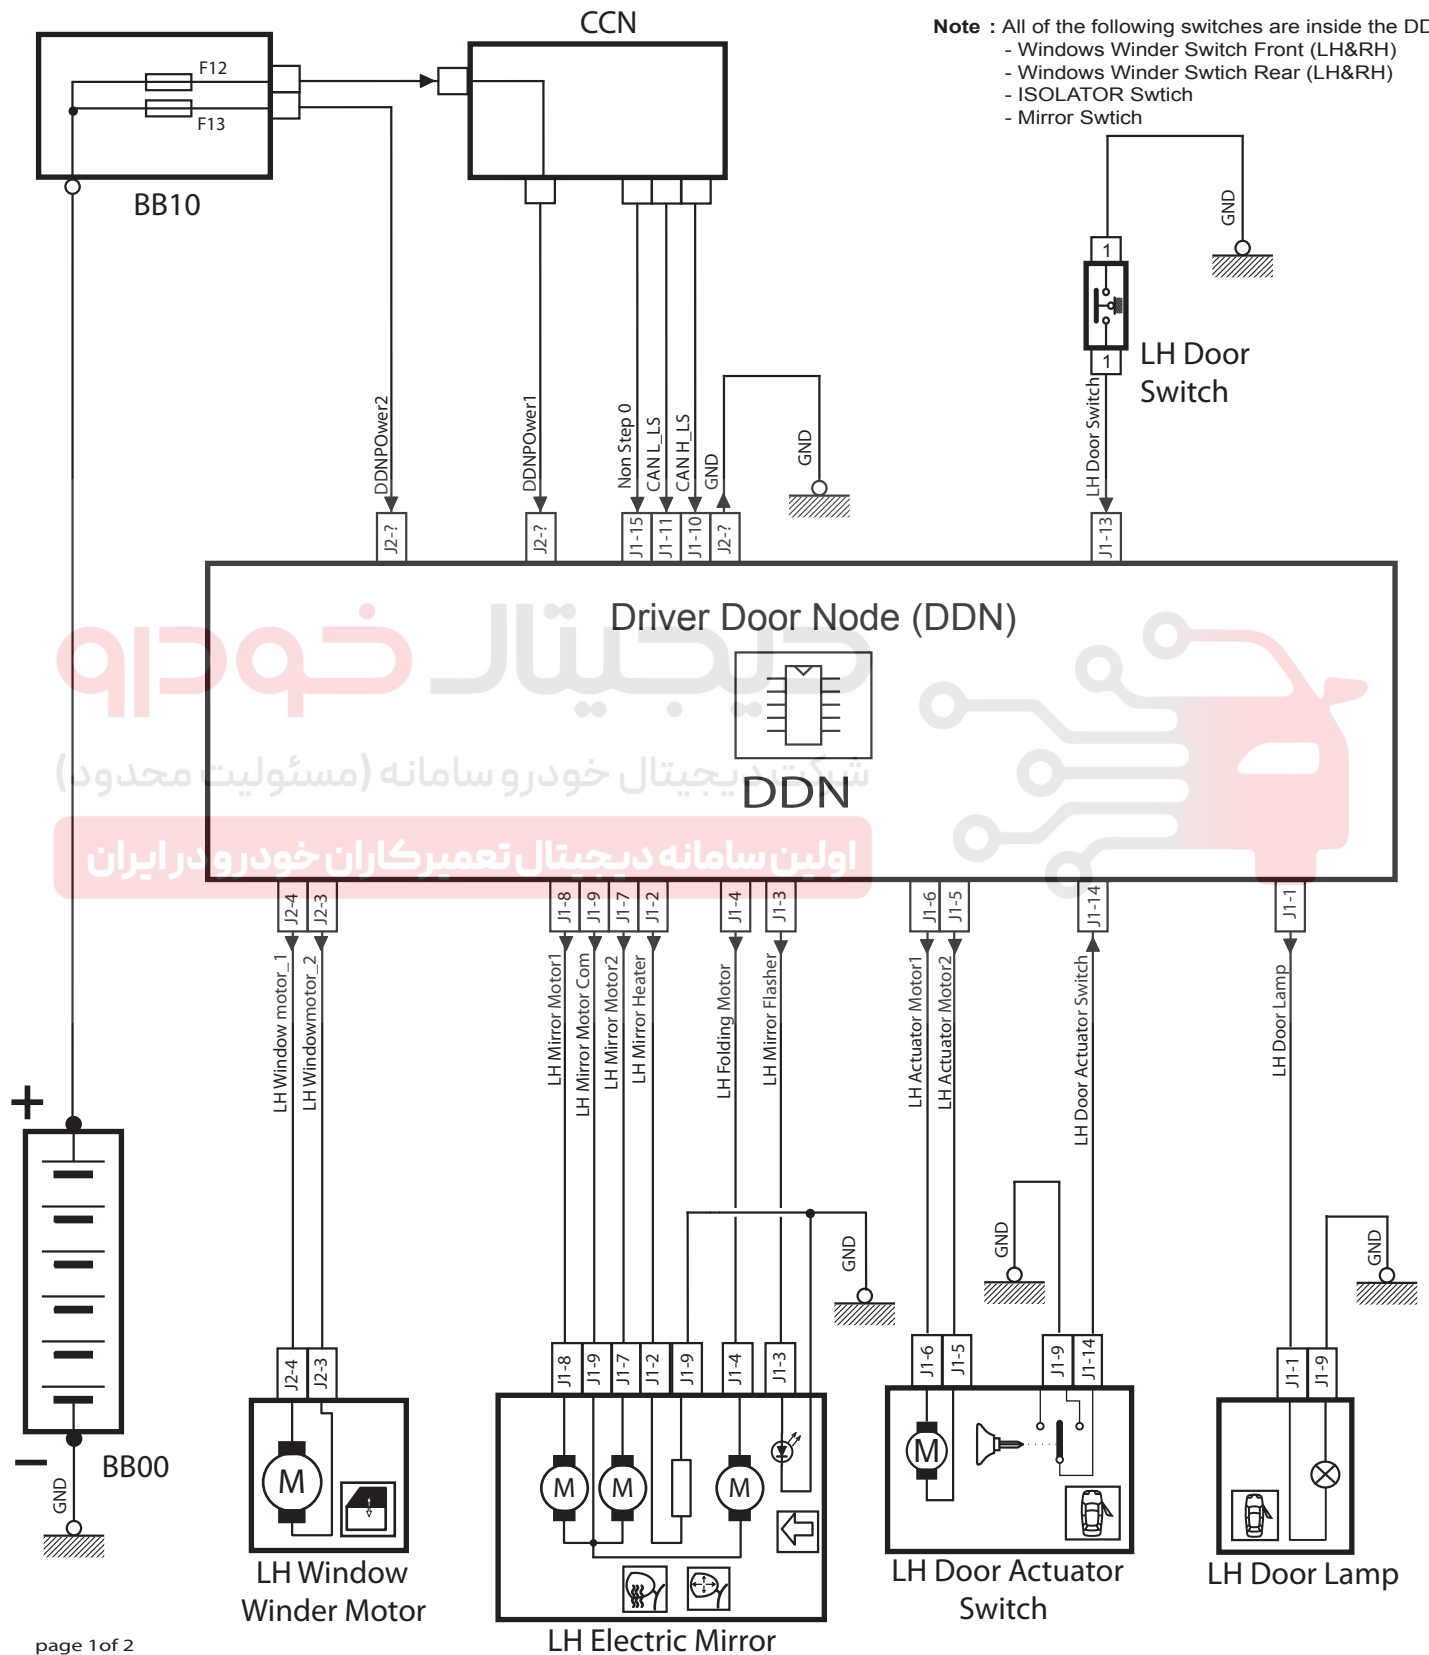 CCN
Note : All of the following switches are inside the DD
- Windows Winder Switch Front (LH&RH)
- Windows Winder Swtich Rear (LH&RH)
- ISOLATOR Swtich
- Mirror Swtich
F12
F13
BB10
GND
1
1
LH Door
Switch
DDNPOwer2
DDNPOwer1
Non Step 0
CAN L_LS
CAN H_LS
GND
GND
LH Door Switch
J2-?
J2-?
J1-15
J1-11
J1-10
J2-?
J1-13
Driver Door Node (DDN)
دیجیتال خودرو
شرکت دیجیتال خودرو سامانه (مسئولیت محدود)
DDN
اولین سامانه دیجیتال تعمیرکاران خودرو در ایران
J2-4
J2-3
J1-8
J1-9
J1-7
J1-2
J1-4
J1-3
J1-6
J1-5
J1-14
J1-1
LH Window motor_1
LH Windowmotor_2
LH Mirror Motor1
LH Mirror Motor Com
LH Mirror Motor2
LH Mirror Heater
LH Folding Motor
LH Mirror Flasher
LH Actuator Motor1
LH Actuator Motor2
LH Door Actuator Switch
LH Door Lamp
+
GND
GND
GND
J2-4
J2-3
J1-8
J1-9
J1-7
J1-2
J1-9
J1-4
J1-3
J1-6
J1-5
J1-9
J1-14
J1-1
J1-9
–
BB00
GND
M
M
M
M
M
LH Window
Winder Motor
LH Electric Mirror
LH Door Actuator
Switch
LH Door Lamp
page 1of 2